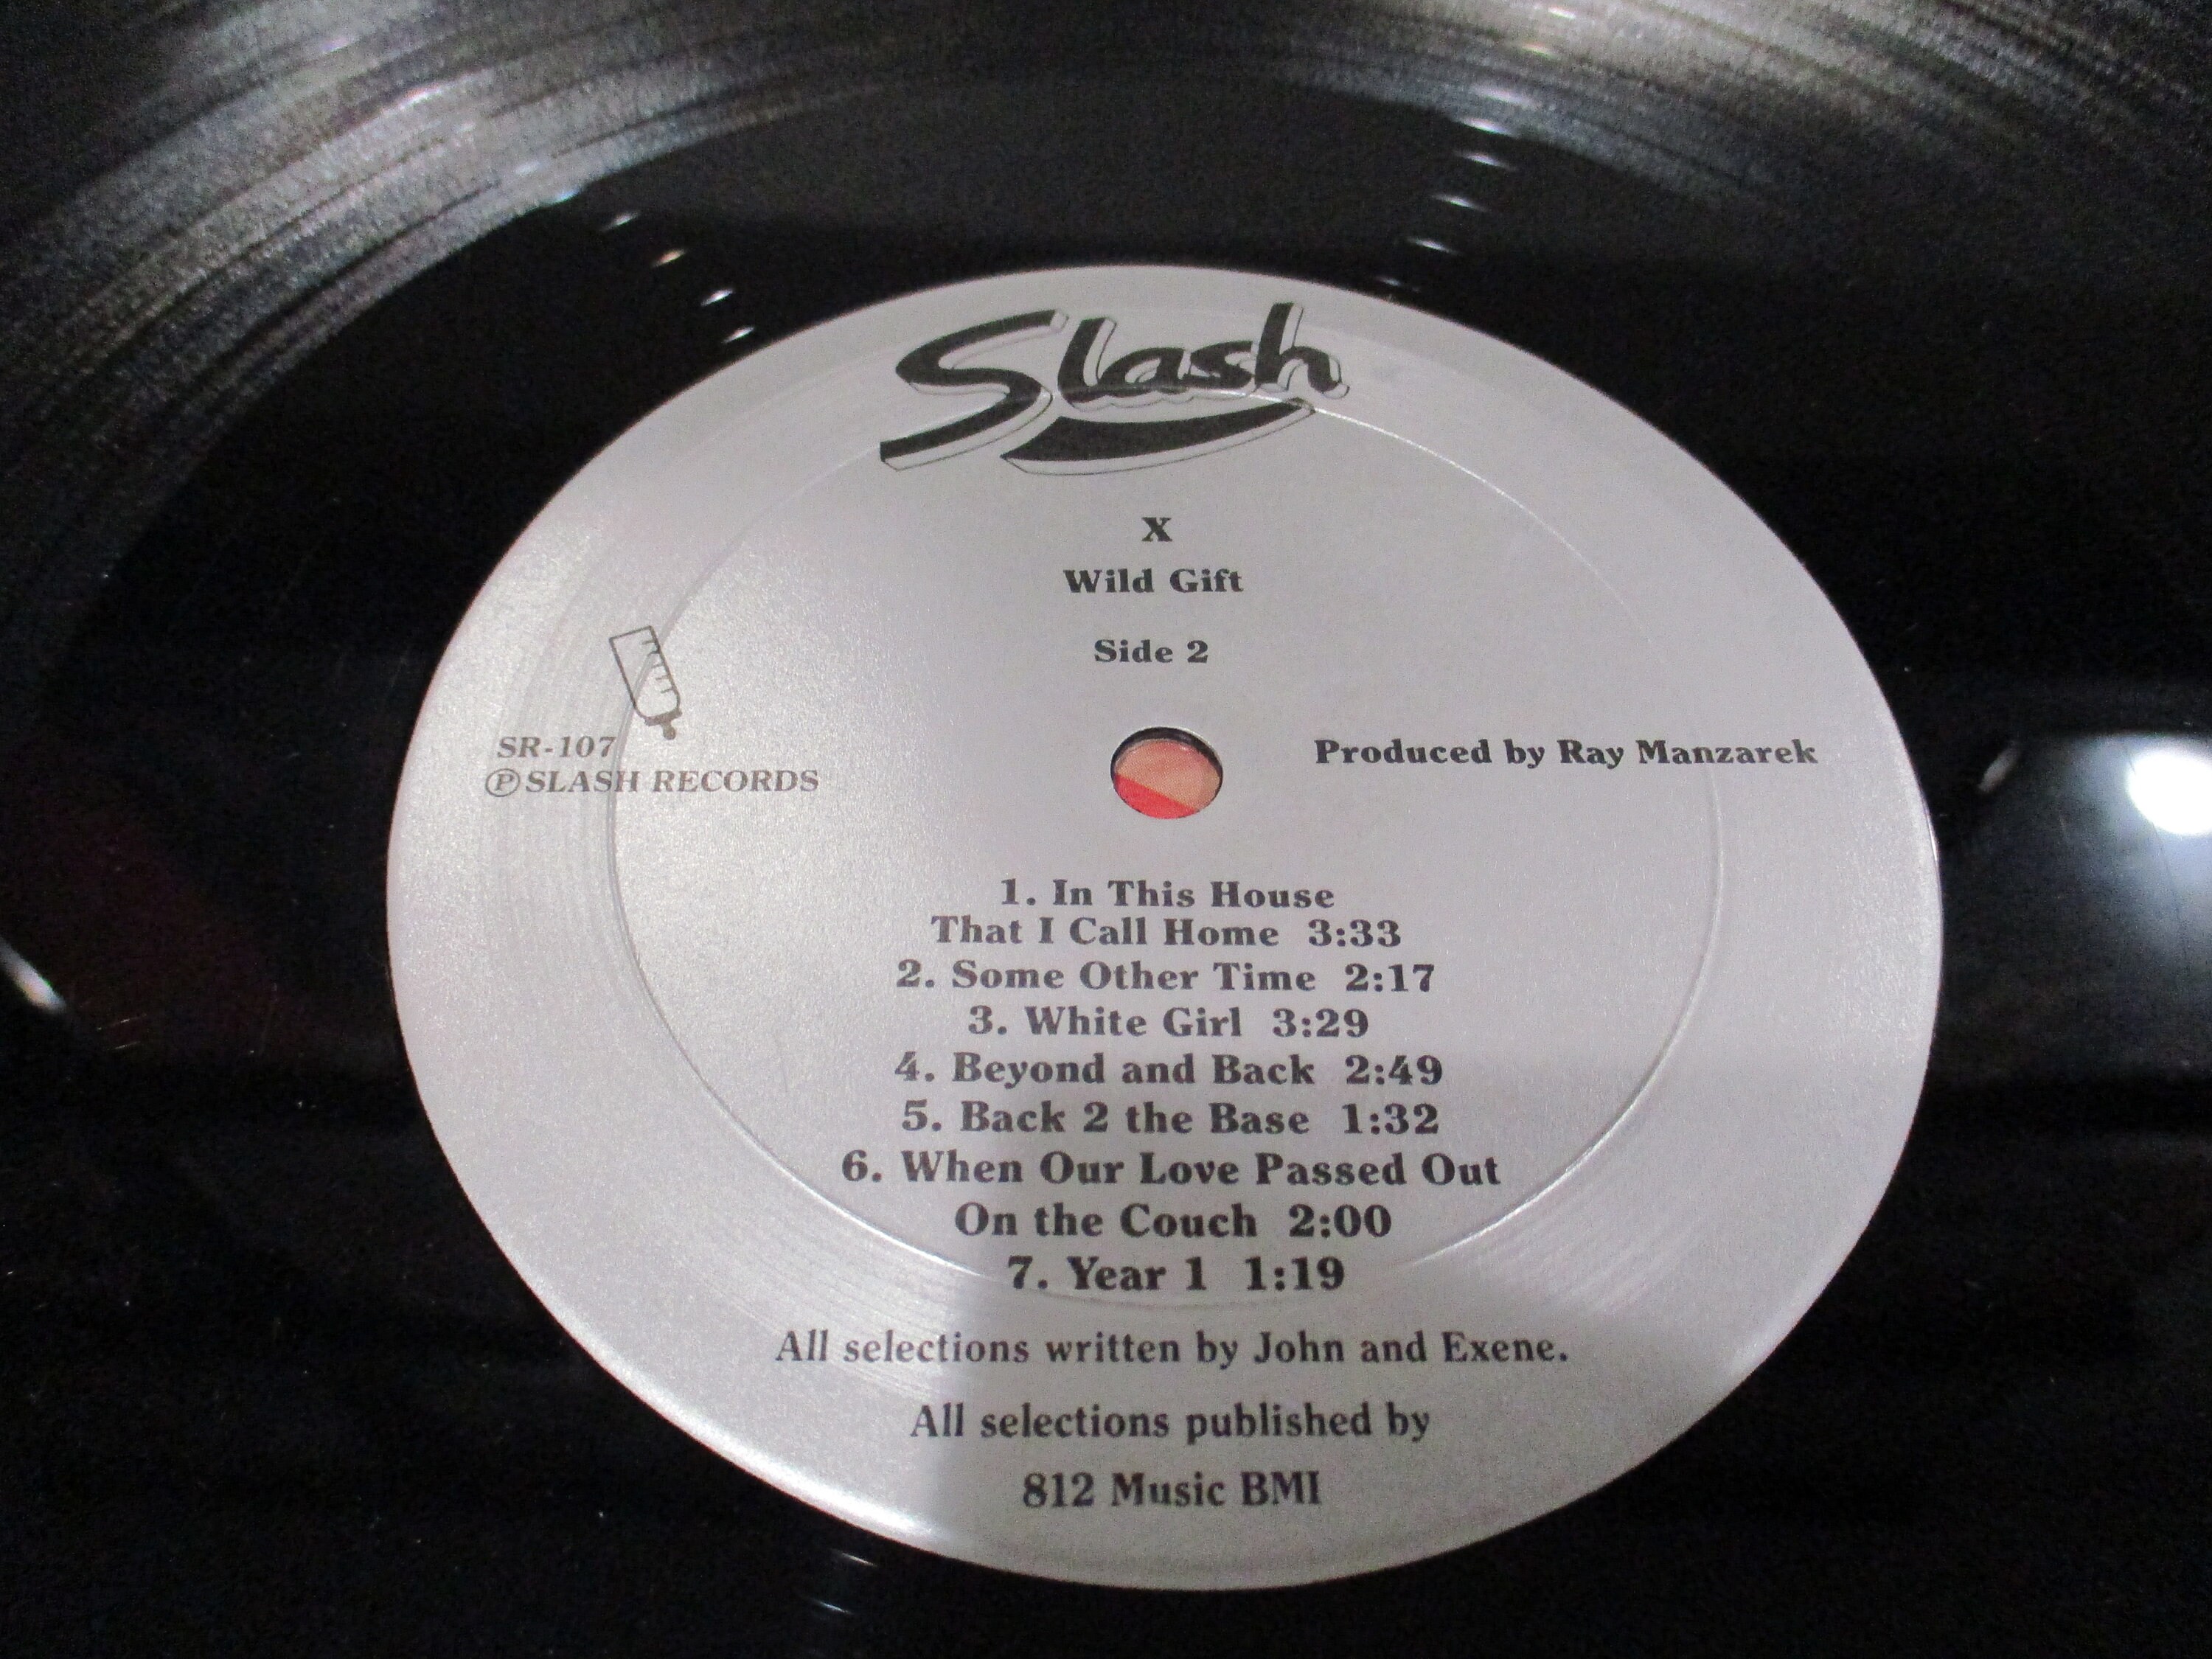 Slash
X
Wild Gift
Side 2
SR-107
Ⓟ SLASH RECORDS
Produced by Ray Manzarek
1. In This House
That I Call Home 3:33
2. Some Other Time 2:17
3. White Girl 3:29
4. Beyond and Back 2:49
5. Back 2 the Base 1:32
6. When Our Love Passed Out
On the Couch 2:00
7. Year 1 1:19
All selections written by John and Exene.
All selections published by
812 Music BMI